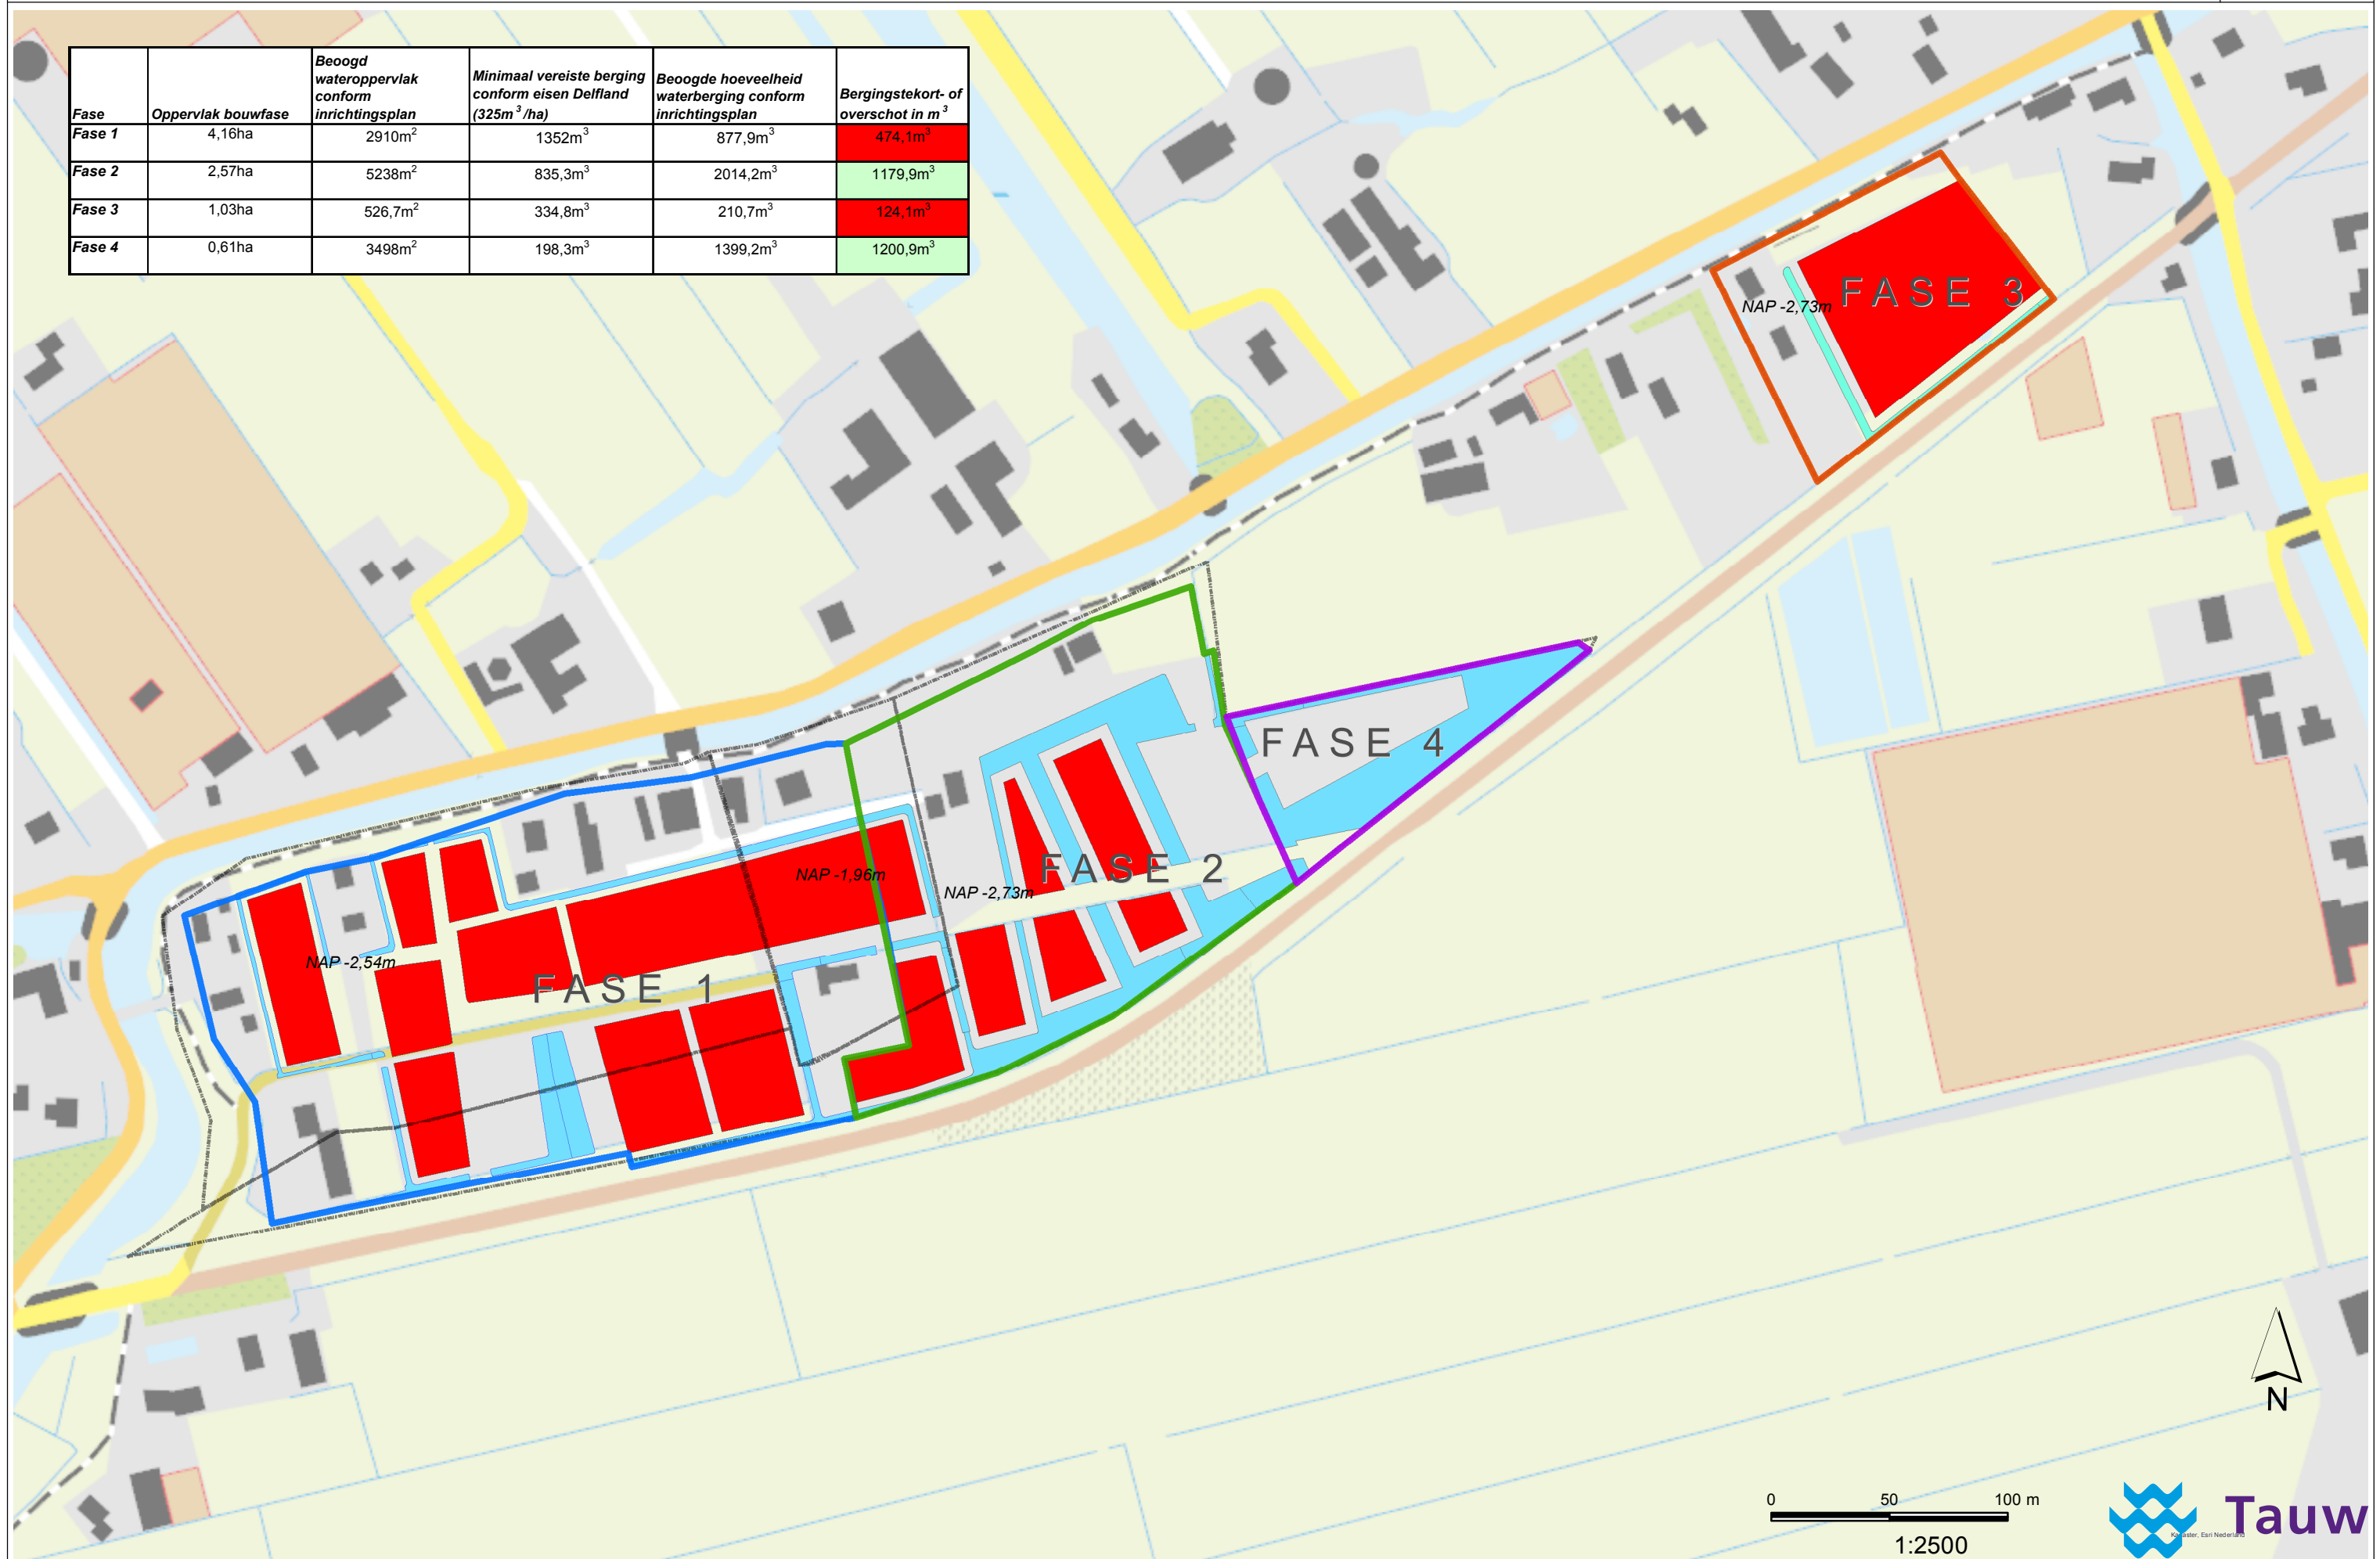 Fase
Oppervlak bouwfase
Beoogd
wateroppervlak
conform
inrichtingsplan
Minimaal vereiste berging
conform eisen Delfland
(325m³/ha)
Beoogde hoeveelheid
waterberging conform
inrichtingsplan
Bergingstekort- of
overschot in m³
Fase 1 4,16ha 2910m² 1352m³ 877,9m³ 474,1m³
Fase 2 2,57ha 5238m² 835,3m³ 2014,2m³ 1179,9m³
Fase 3 1,03ha 526,7m² 334,8m³ 210,7m³ 124,1m³
Fase 4 0,61ha 3498m² 198,3m³ 1399,2m³ 1200,9m³
FASE 3
NAP -2,73m
FASE 4
FASE 2
NAP -1,96m
NAP -2,73m
NAP -2,54m
FASE 1
N
0 50 100 m
1:2500
Tauw
Kadaster, Esri Nederland